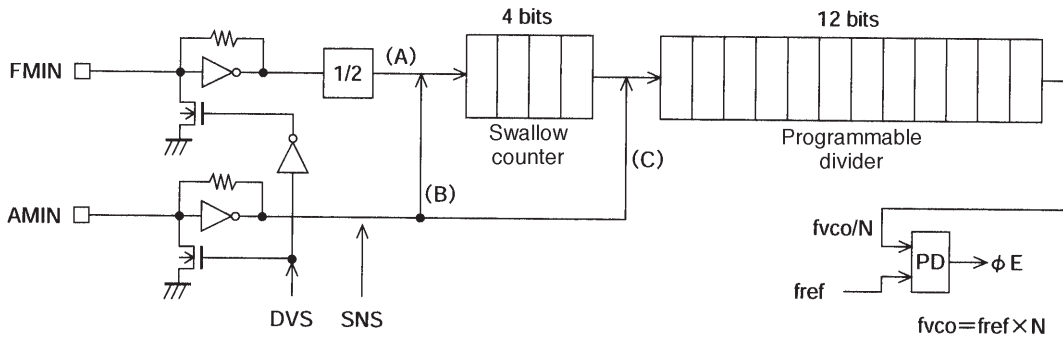 4 bits
12 bits
FMIN
1/2
(A)
Swallow
counter
Programmable
divider
(C)
(B)
AMIN
fvco/N
PD
φE
fref
DVS
SNS
fvco=fref×N